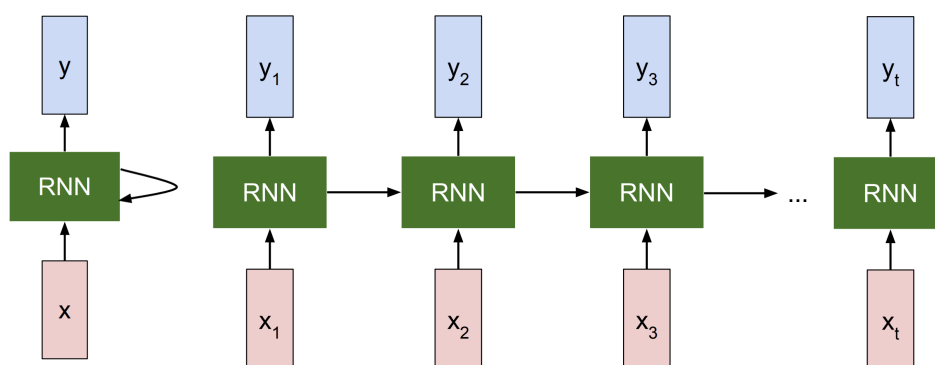 y y₁ y₂ y₃ yₜ
RNN RNN RNN RNN ... RNN
x x₁ x₂ x₃ xₜ